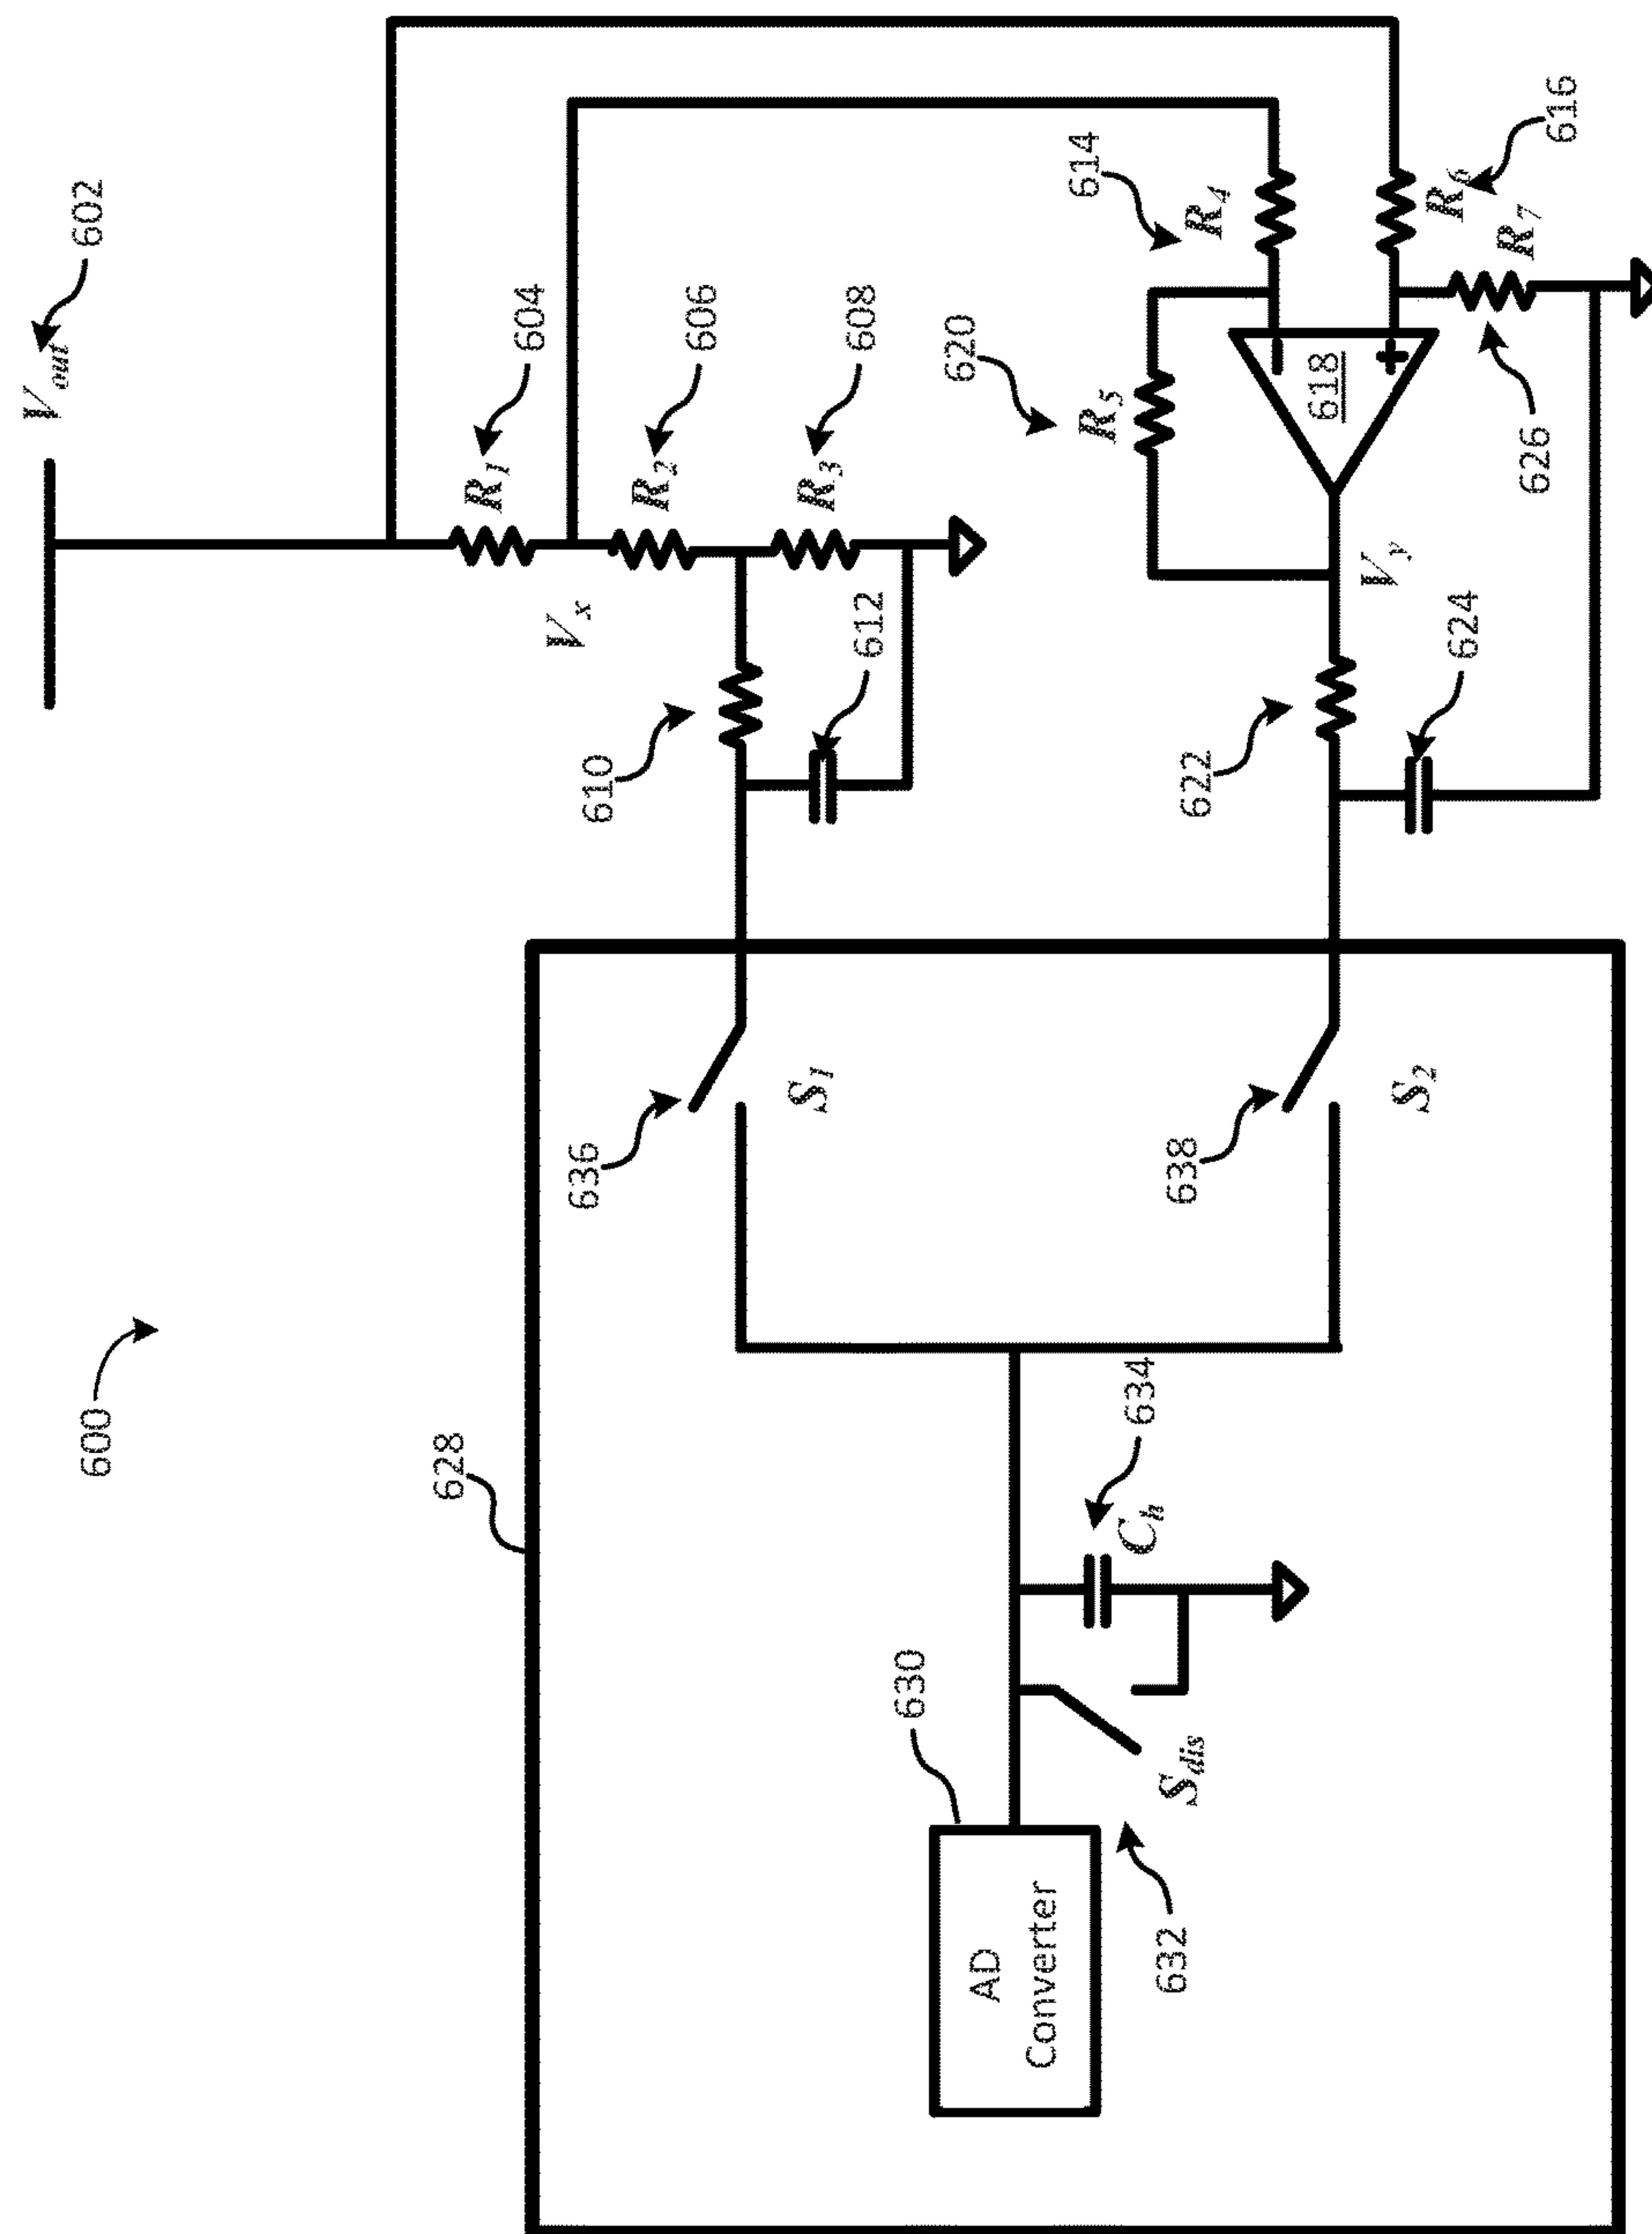 600
V_out
602
R_1
604
R_2
606
R_3
608
V_x
610
612
614
R_4
R_6
616
R_7
626
620
R_5
618
−
+
V_y
622
624
628
636
S_1
638
S_2
634
C_h
630
AD
Converter
S_dis
632